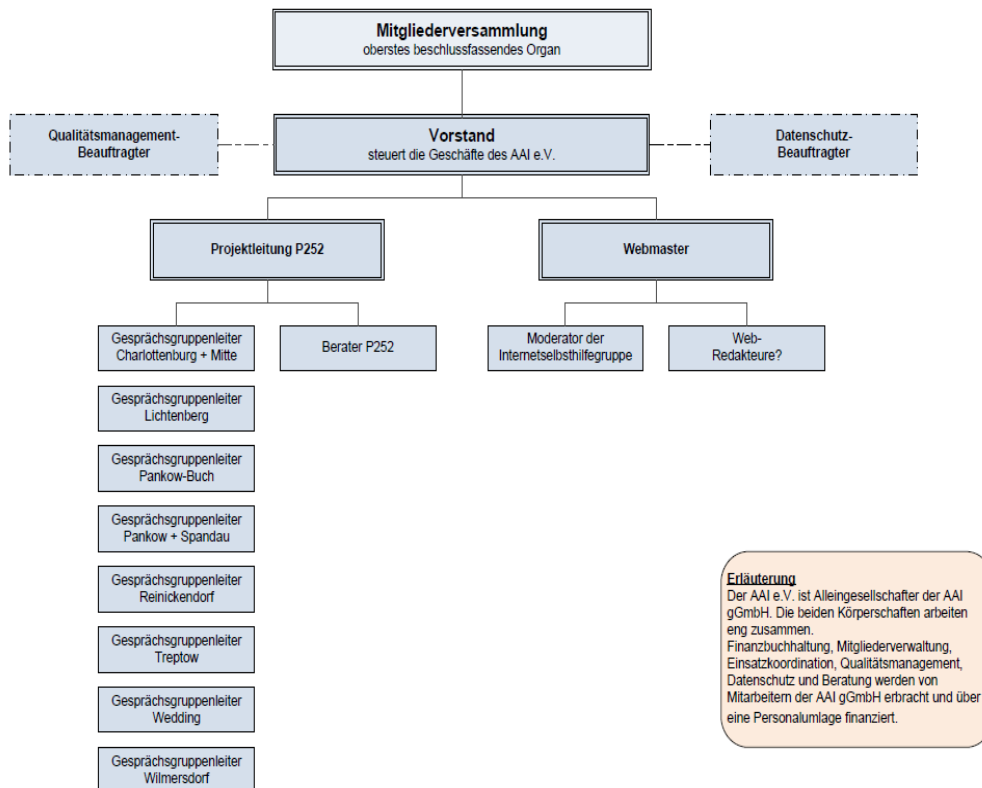 Mitgliederversammlung
oberstes beschlussfassendes Organ
Qualitätsmanagement-
Beauftragter
Vorstand
steuert die Geschäfte des AAI e.V.
Datenschutz-
Beauftragter
Projektleitung P252
Webmaster
Gesprächsgruppenleiter
Charlottenburg + Mitte
Berater P252
Moderator der
Internetselbsthilfegruppe
Web-
Redakteure?
Gesprächsgruppenleiter
Lichtenberg
Gesprächsgruppenleiter
Pankow-Buch
Gesprächsgruppenleiter
Pankow + Spandau
Gesprächsgruppenleiter
Reinickendorf
Gesprächsgruppenleiter
Treptow
Gesprächsgruppenleiter
Wedding
Gesprächsgruppenleiter
Wilmersdorf
Erläuterung
Der AAI e.V. ist Alleingesellschafter der AAI
gGmbH. Die beiden Körperschaften arbeiten
eng zusammen.
Finanzbuchhaltung, Mitgliederverwaltung,
Einsatzkoordination, Qualitätsmanagement,
Datenschutz und Beratung werden von
Mitarbeitern der AAI gGmbH erbracht und über
eine Personalumlage finanziert.